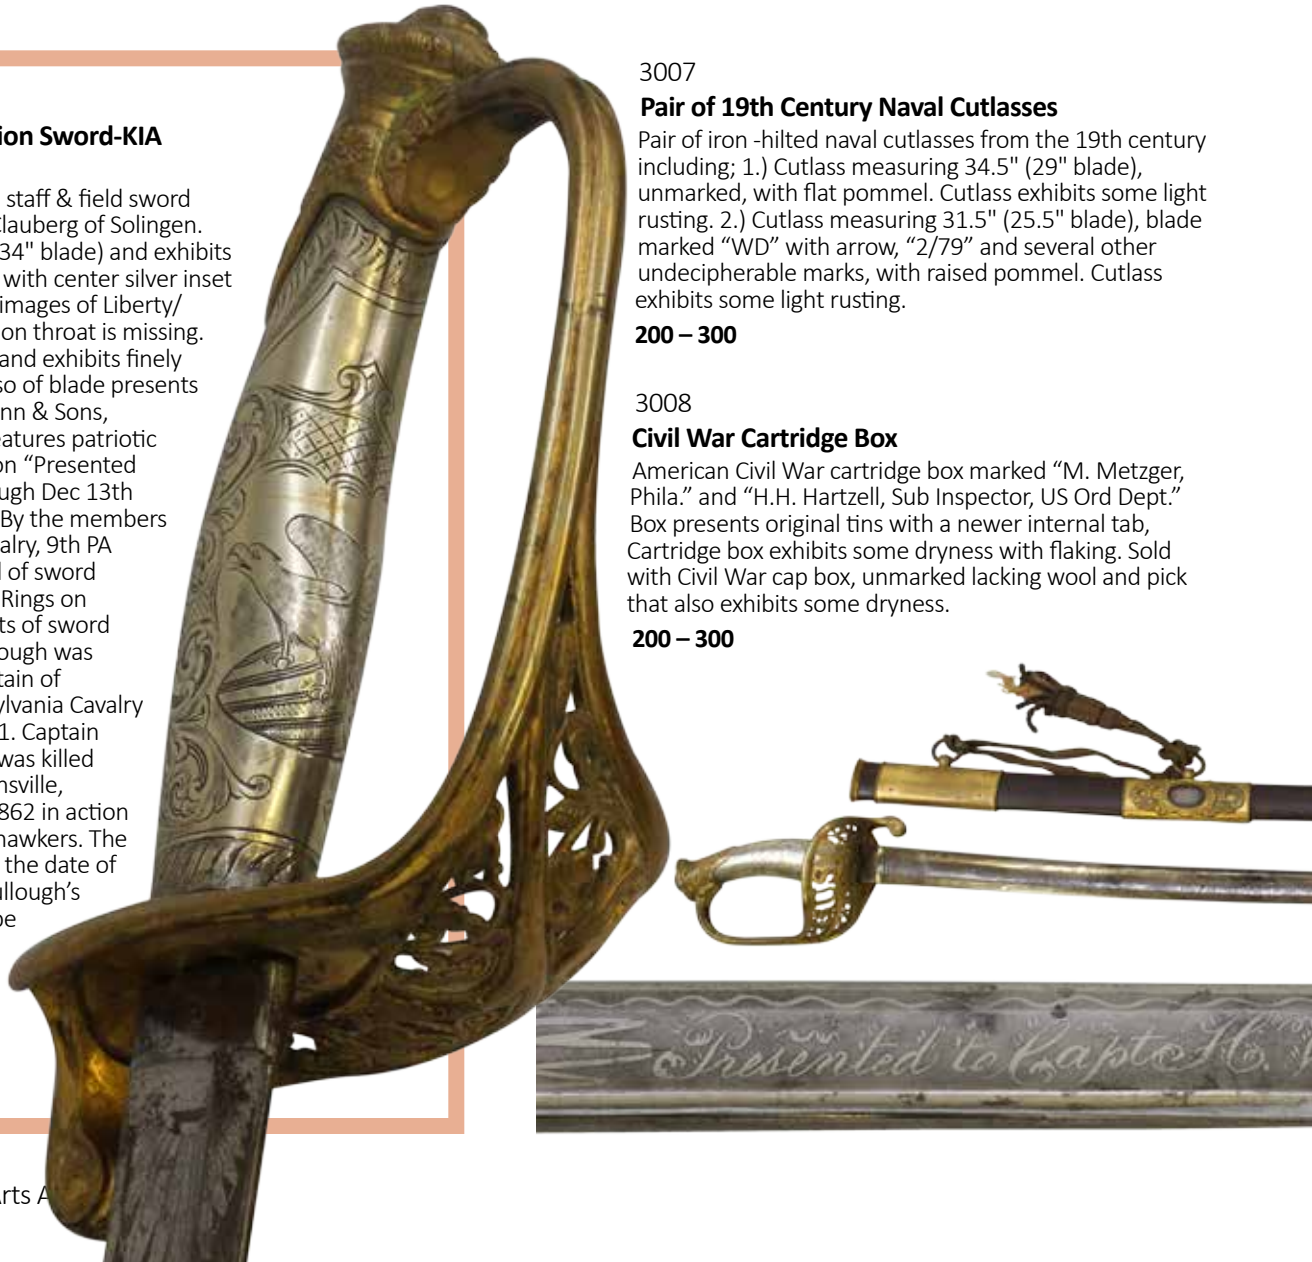 ion Sword-KIA
staff & field sword
Clauberg of Solingen.
34" blade) and exhibits
with center silver inset
images of Liberty/
on throat is missing.
and exhibits finely
so of blade presents
nn & Sons,
eatures patriotic
on “Presented
ugh Dec 13th
By the members
alry, 9th PA
l of sword
Rings on
ts of sword
ough was
tain of
ylvania Cavalry
1. Captain
was killed
nsville,
862 in action
hawkers. The
the date of
ullough’s
be
rts A
3007
Pair of 19th Century Naval Cutlasses
Pair of iron -hilted naval cutlasses from the 19th century
including; 1.) Cutlass measuring 34.5" (29" blade),
unmarked, with flat pommel. Cutlass exhibits some light
rusting. 2.) Cutlass measuring 31.5" (25.5" blade), blade
marked “WD” with arrow, “2/79” and several other
undecipherable marks, with raised pommel. Cutlass
exhibits some light rusting.
200 – 300
3008
Civil War Cartridge Box
American Civil War cartridge box marked “M. Metzger,
Phila.” and “H.H. Hartzell, Sub Inspector, US Ord Dept.”
Box presents original tins with a newer internal tab,
Cartridge box exhibits some dryness with flaking. Sold
with Civil War cap box, unmarked lacking wool and pick
that also exhibits some dryness.
200 – 300
Presented to Capt H.